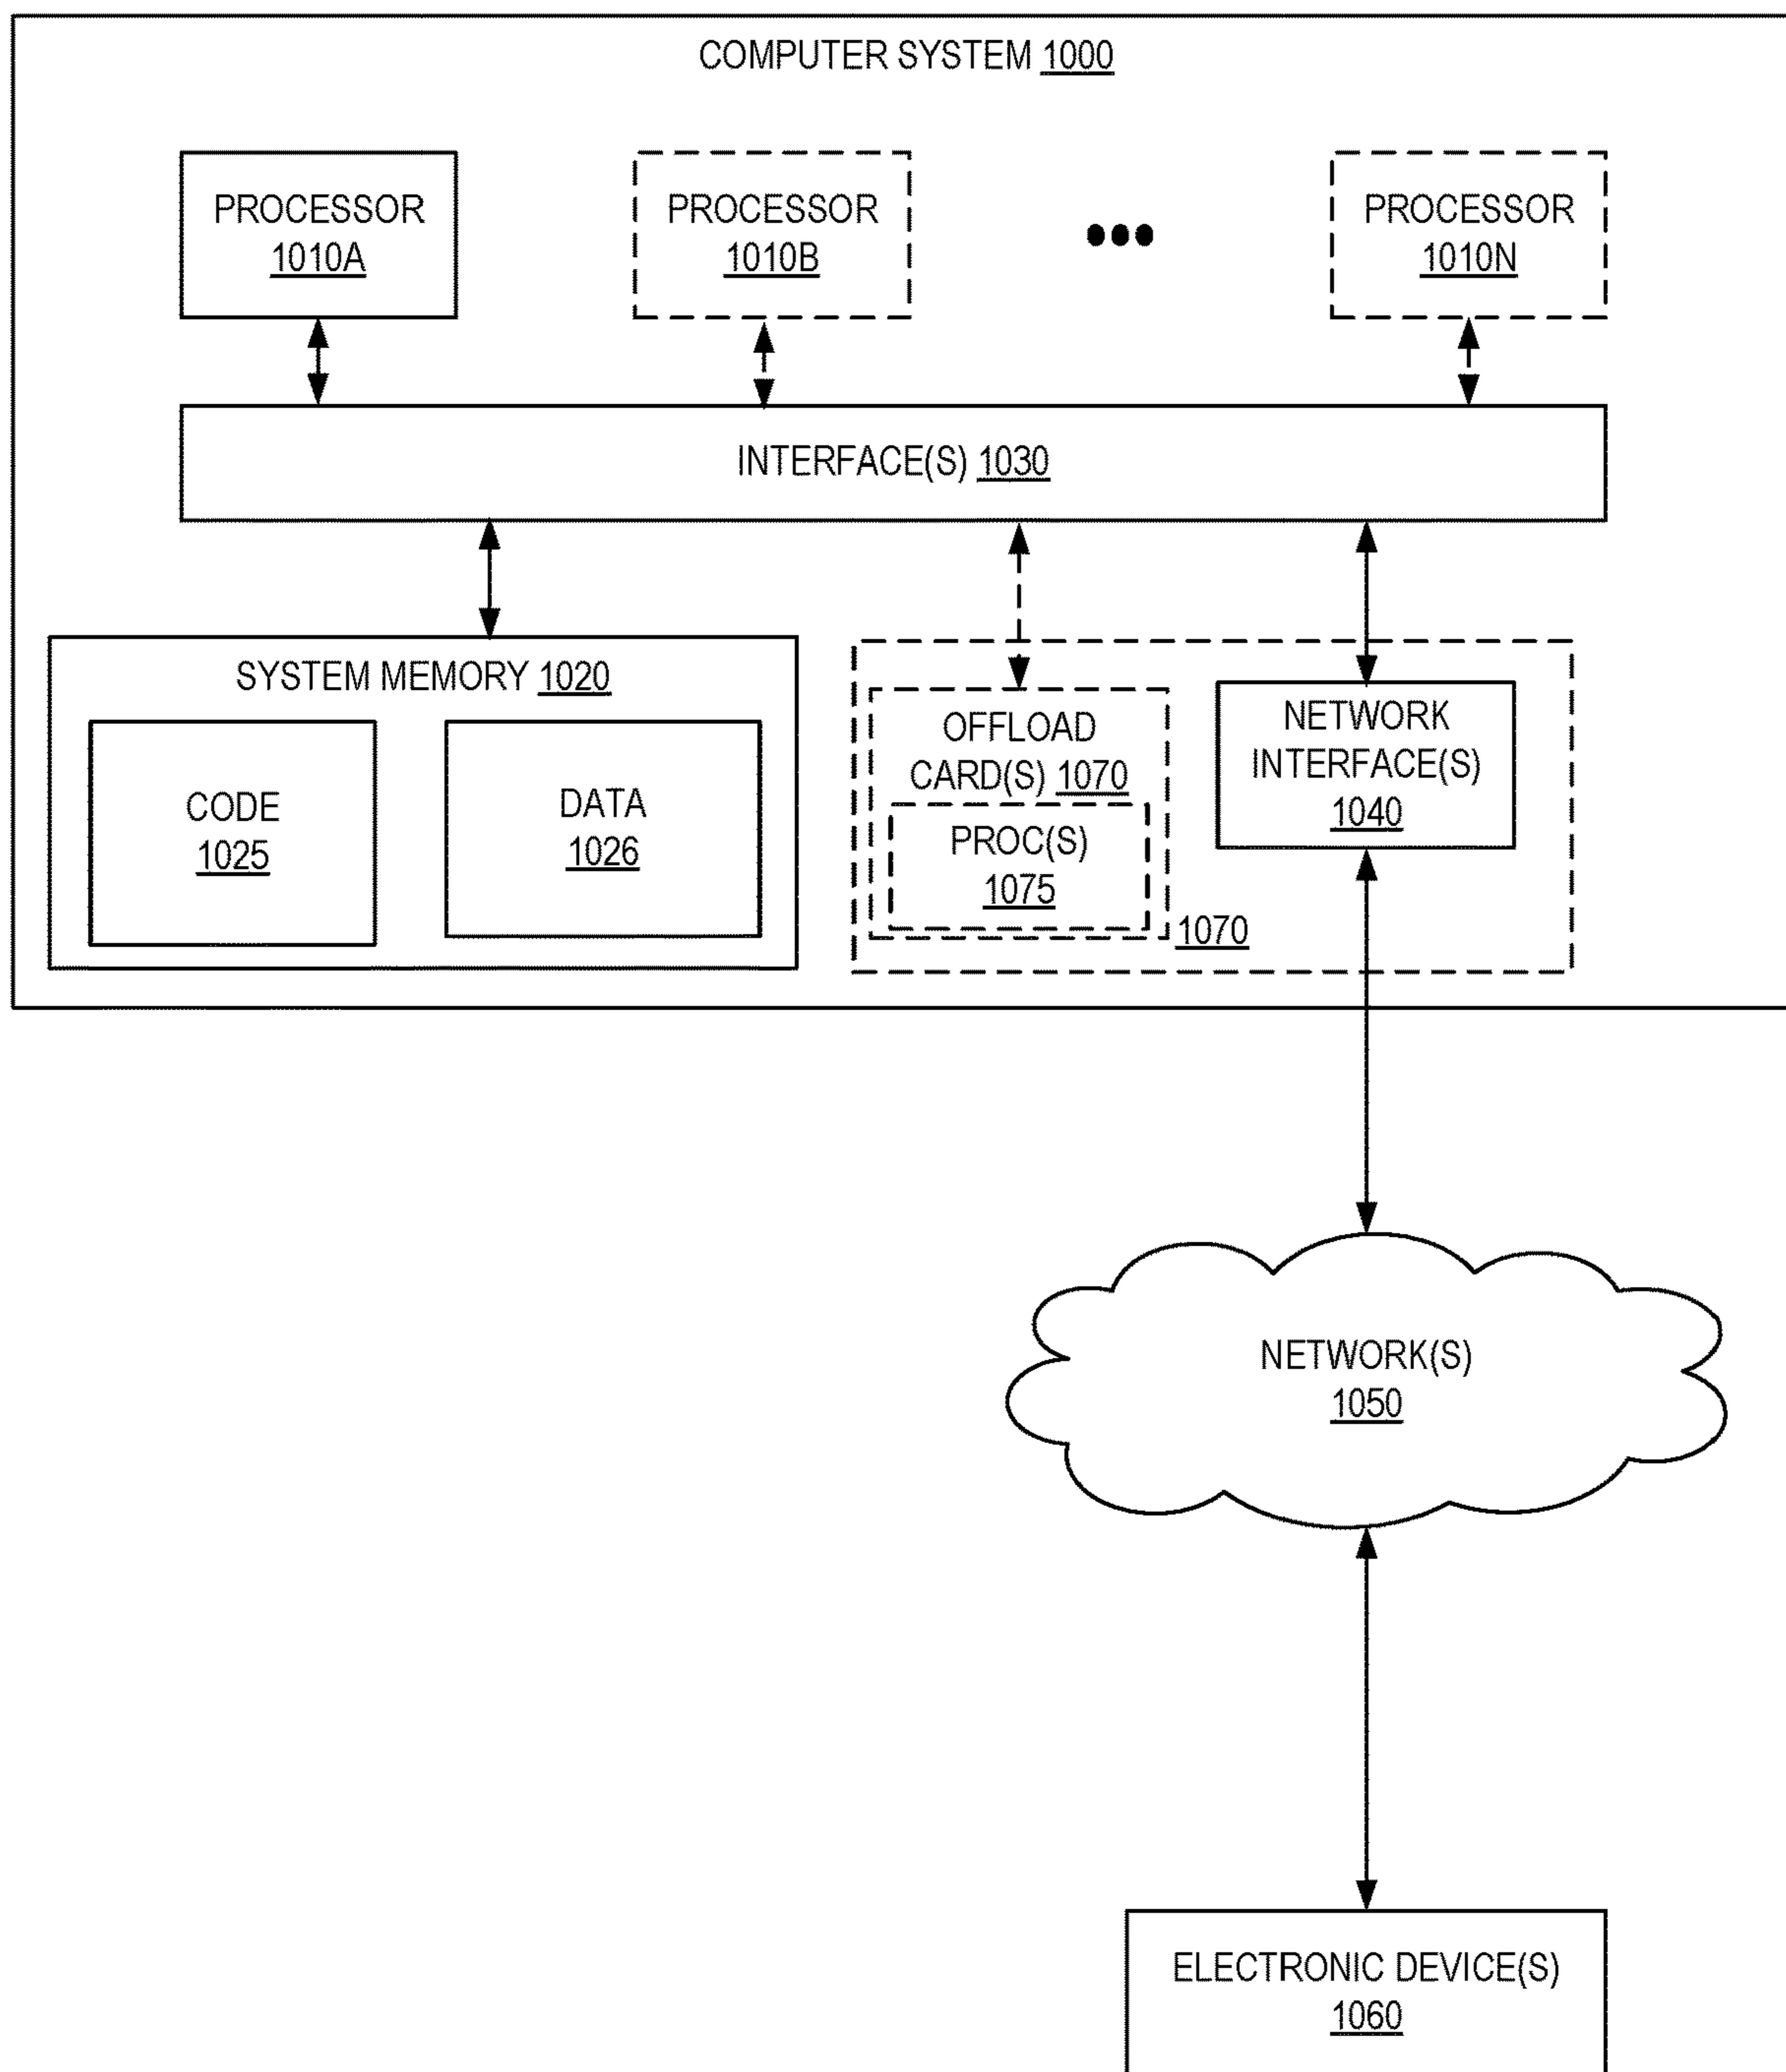 COMPUTER SYSTEM 1000
PROCESSOR
1010A
PROCESSOR
1010B
PROCESSOR
1010N
INTERFACE(S) 1030
SYSTEM MEMORY 1020
CODE
1025
DATA
1026
OFFLOAD
CARD(S) 1070
PROC(S)
1075
1070
NETWORK
INTERFACE(S)
1040
NETWORK(S)
1050
ELECTRONIC DEVICE(S)
1060